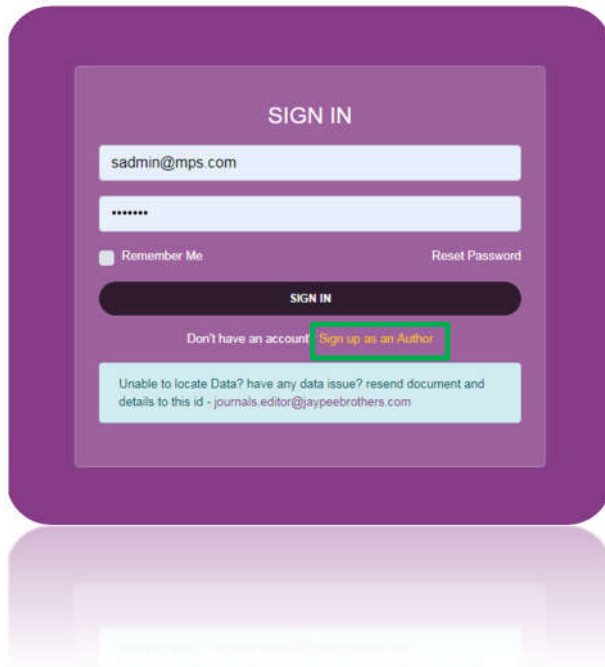 SIGN IN
sadmin@mps.com
•••••••
Remember Me
Reset Password
SIGN IN
Don't have an account? Sign up as an Author
Unable to locate Data? have any data issue? resend document and
details to this id - journals.editor@jaypeebrothers.com